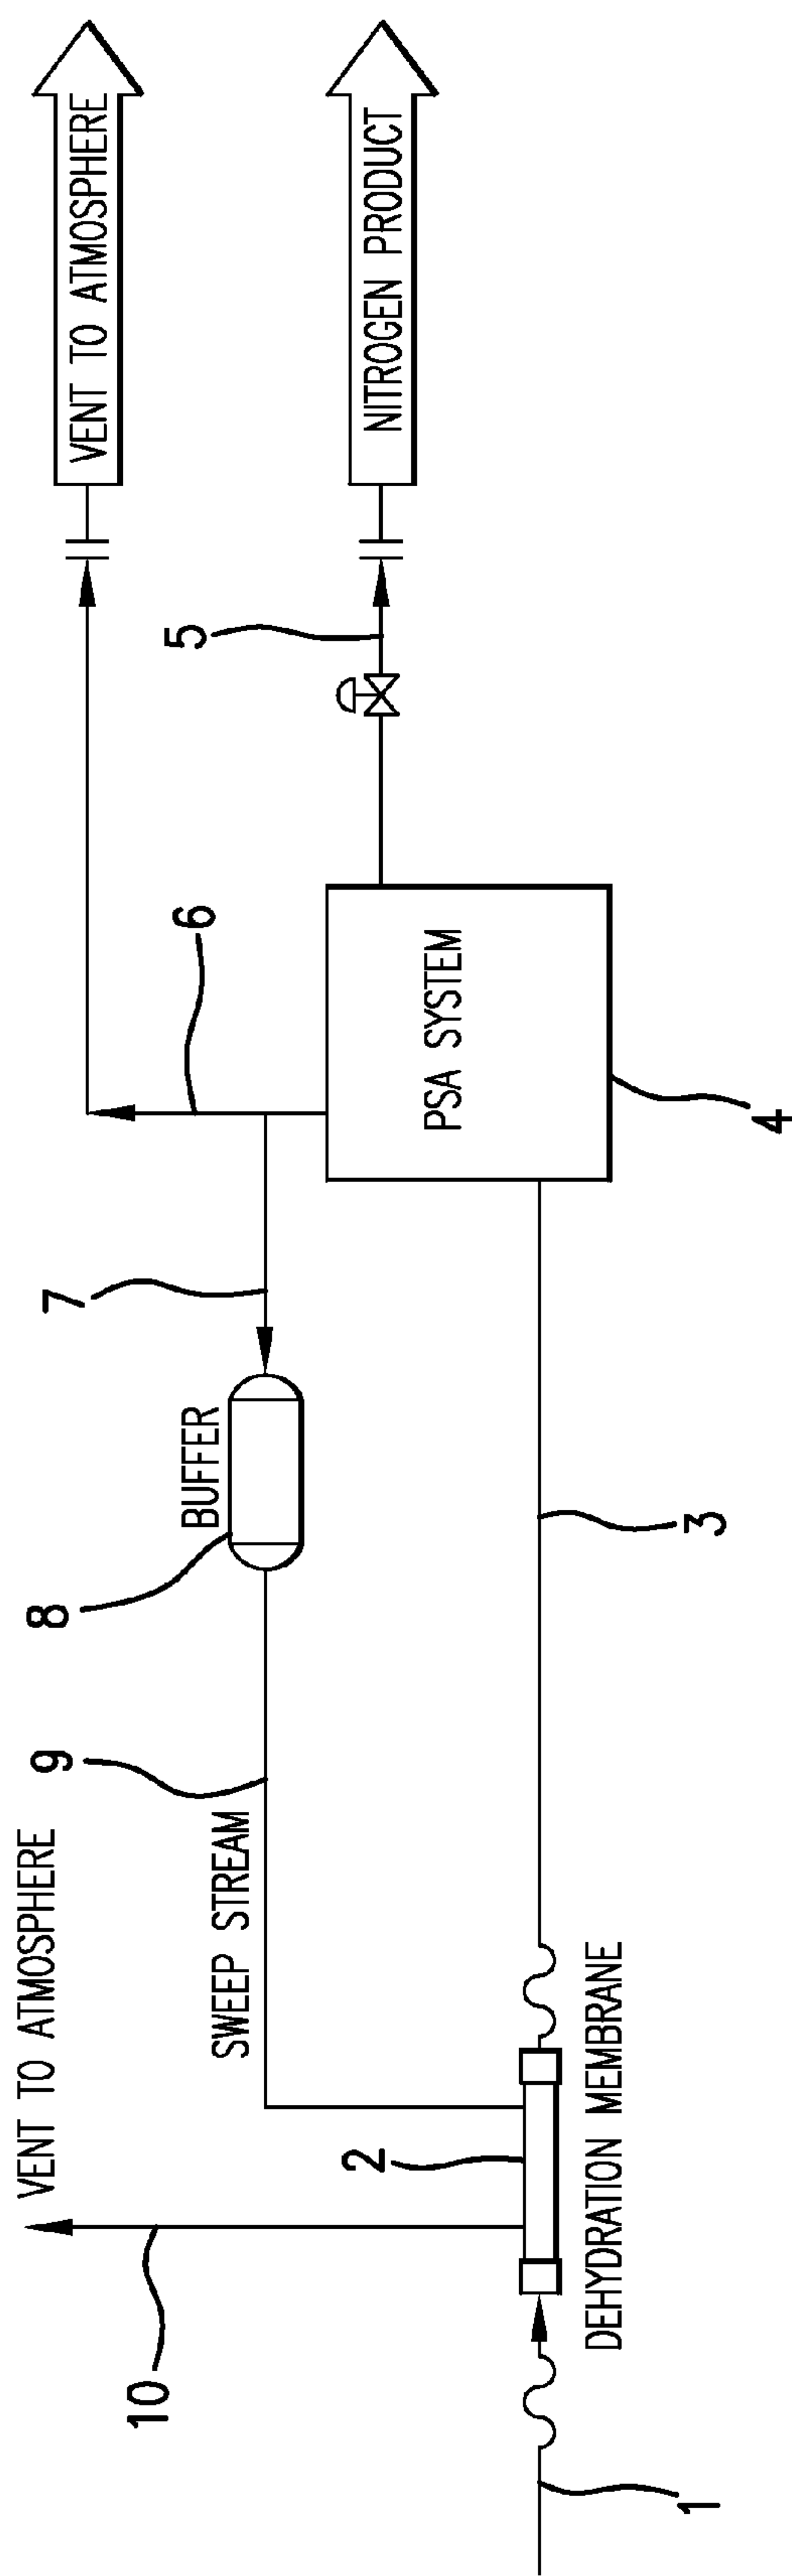 VENT TO ATMOSPHERE
10
9
SWEEP STREAM
8
BUFFER
7
6
VENT TO ATMOSPHERE
5
NITROGEN PRODUCT
1
2
DEHYDRATION MEMBRANE
3
PSA SYSTEM
4